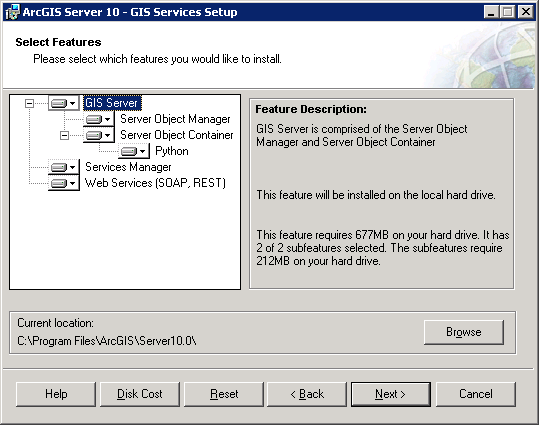 ArcGIS Server 10 - GIS Services Setup
Select Features
Please select which features you would like to install.
GIS Server
Server Object Manager
Server Object Container
Python
Services Manager
Web Services (SOAP, REST)
Feature Description:
GIS Server is comprised of the Server Object
Manager and Server Object Container
This feature will be installed on the local hard drive.
This feature requires 677MB on your hard drive. It has
2 of 2 subfeatures selected. The subfeatures require
212MB on your hard drive.
Current location:
C:\Program Files\ArcGIS\Server10.0\
Browse
Help
Disk Cost
Reset
< Back
Next >
Cancel